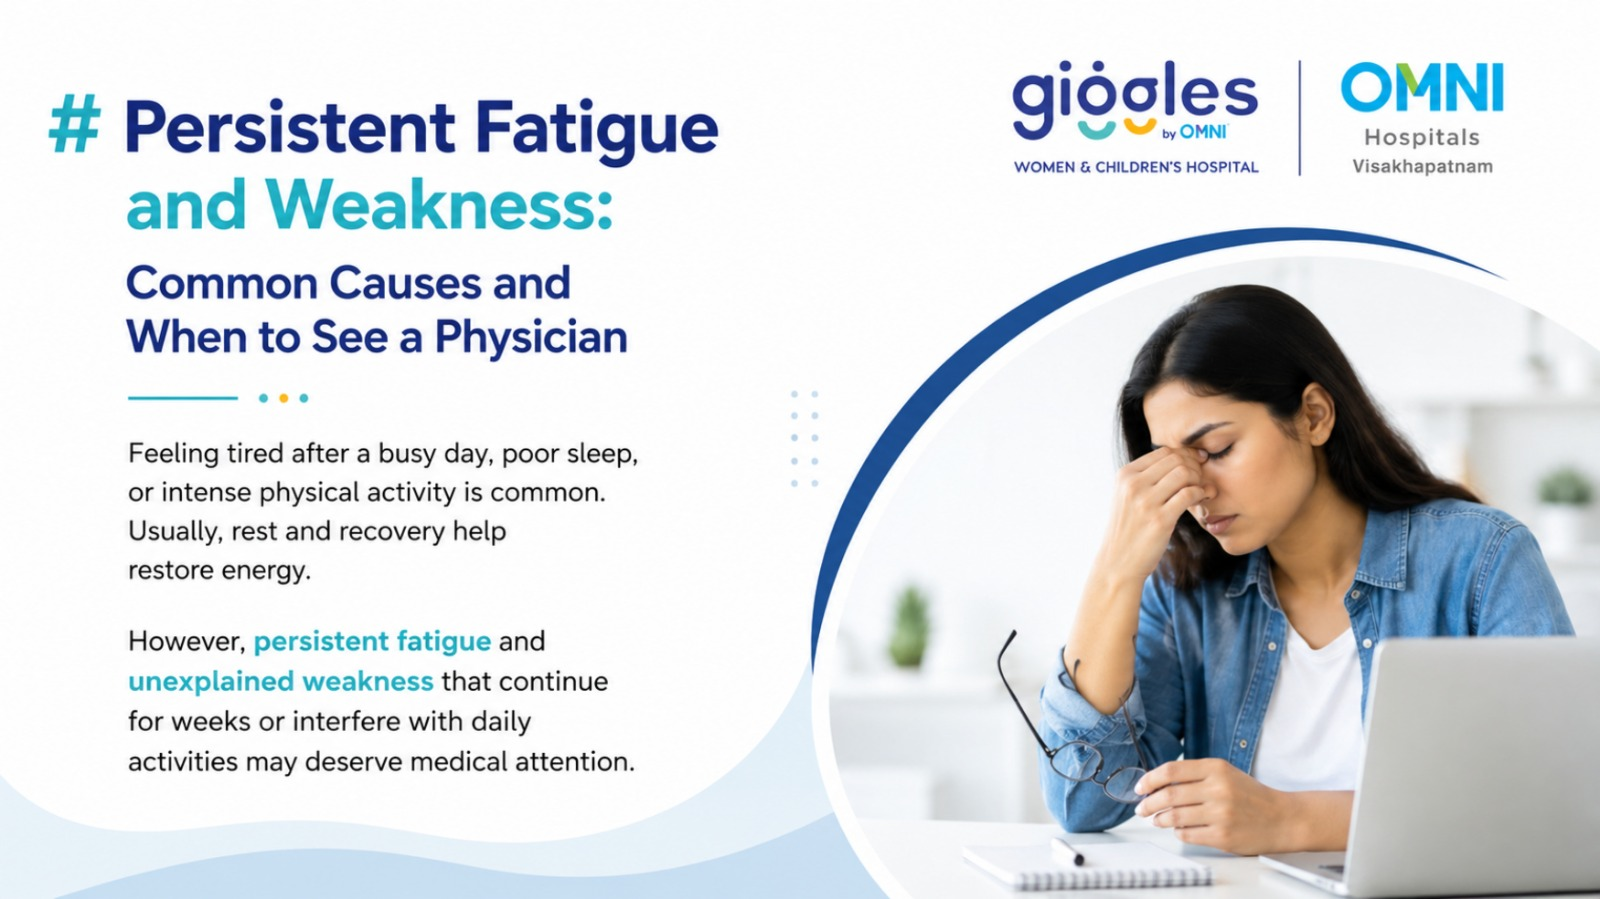 # Persistent Fatigue
and Weakness:
Common Causes and
When to See a Physician
Feeling tired after a busy day, poor sleep,
or intense physical activity is common.
Usually, rest and recovery help
restore energy.
However, persistent fatigue and
unexplained weakness that continue
for weeks or interfere with daily
activities may deserve medical attention.
giggles
by OMNI
WOMEN & CHILDREN'S HOSPITAL
OMNI
Hospitals
Visakhapatnam